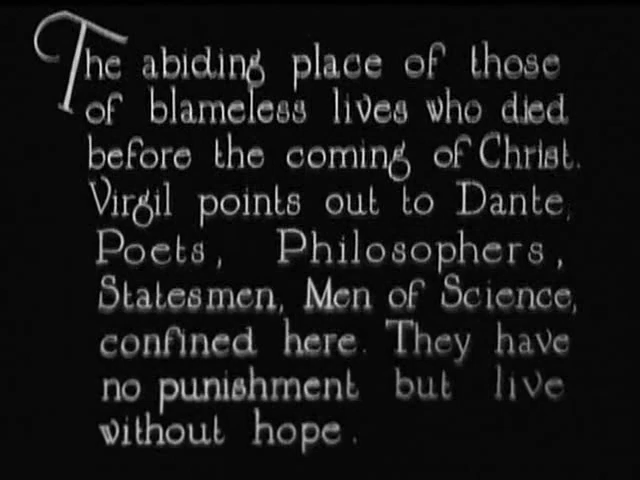 The abiding place of those
of blameless lives who died
before the coming of Christ.
Virgil points out to Dante,
Poets, Philosophers,
Statesmen, Men of Science,
confined here. They have
no punishment but live
without hope.